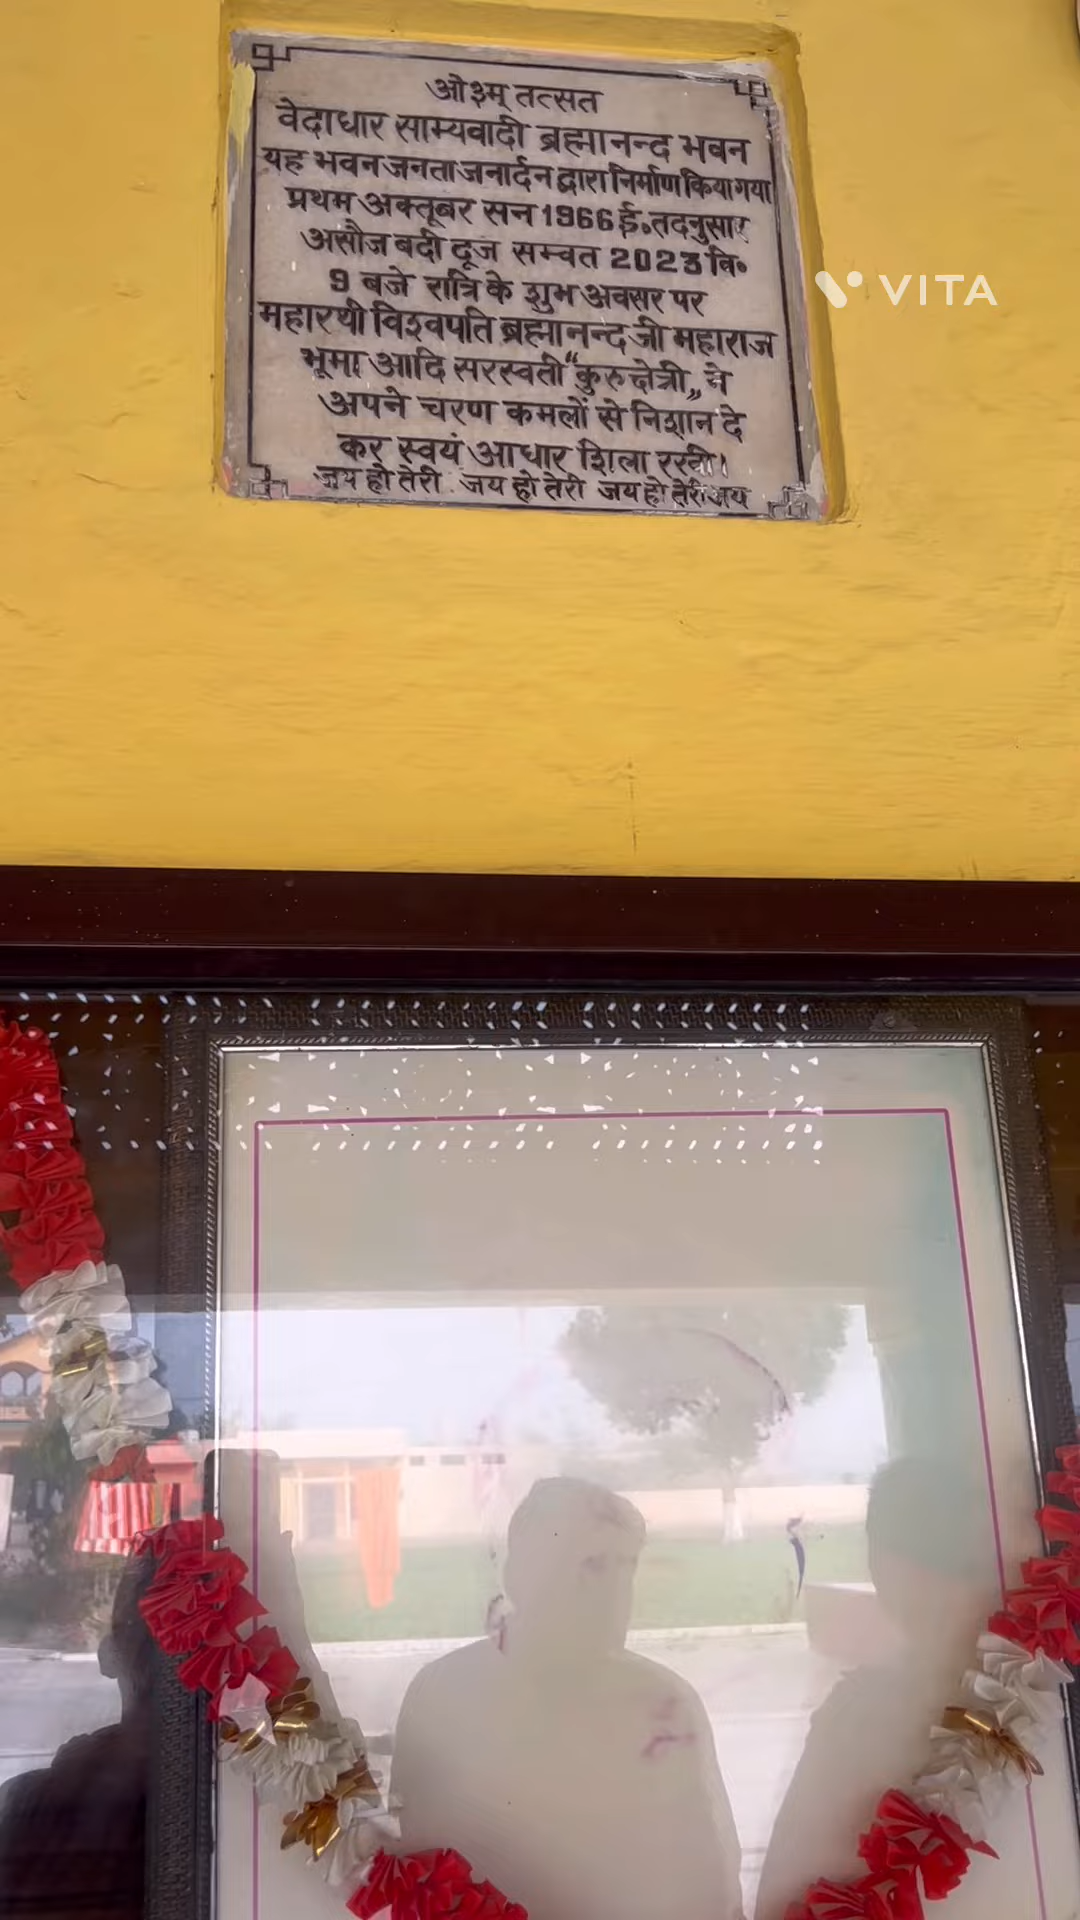 ओ३म् तत्सत
वेदाधार साम्यवादी ब्रह्मानन्द भवन
यह भवन जनता जनार्दन द्वारा निर्माण किया गया
प्रथम अक्तूबर सन 1966 ई॰ तदनुसार
असौज बदी दूज सम्वत 2023 वि॰
9 बजे रात्रि के शुभ अवसर पर
महारथी विश्वपति ब्रह्मानन्द जी महाराज
भूमा आदि सरस्वती "कुरुक्षेत्री„ ने
अपने चरण कमलों से निशान दे
कर स्वयं आधार शिला रखी।
जय हो तेरी जय हो तेरी जय हो तेरी जय
VITA